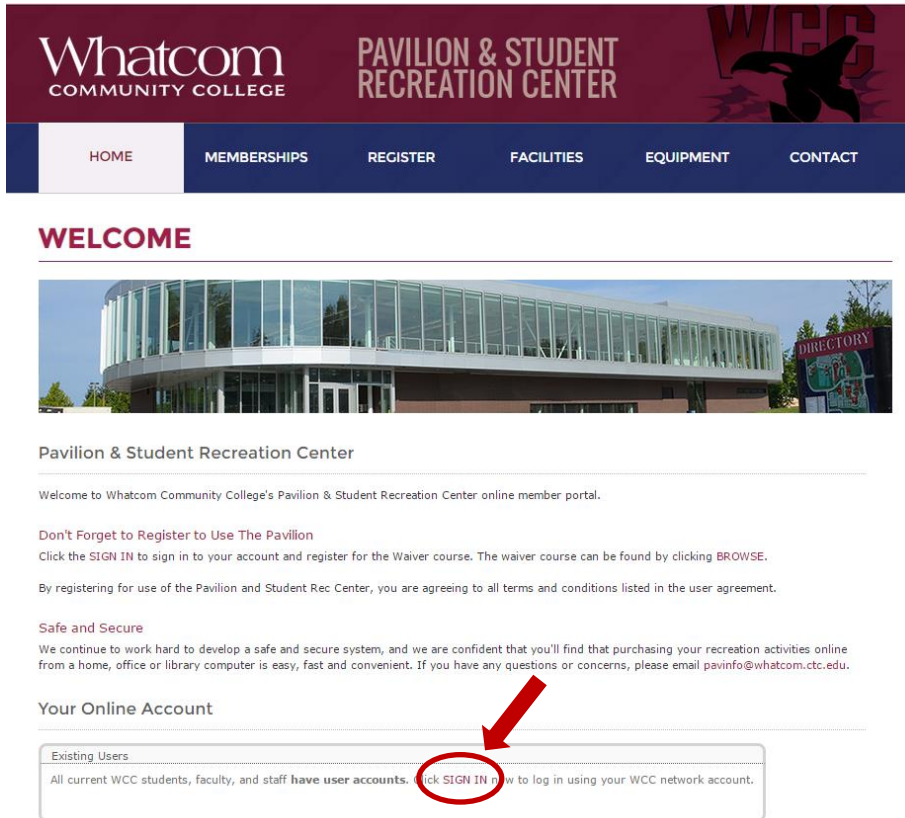 Whatcom
COMMUNITY COLLEGE
PAVILION & STUDENT
RECREATION CENTER
WCC
HOME
MEMBERSHIPS
REGISTER
FACILITIES
EQUIPMENT
CONTACT
WELCOME
DIRECTORY
Pavilion & Student Recreation Center
Welcome to Whatcom Community College's Pavilion & Student Recreation Center online member portal.
Don't Forget to Register to Use The Pavilion
Click the SIGN IN to sign in to your account and register for the Waiver course. The waiver course can be found by clicking BROWSE.
By registering for use of the Pavilion and Student Rec Center, you are agreeing to all terms and conditions listed in the user agreement.
Safe and Secure
We continue to work hard to develop a safe and secure system, and we are confident that you'll find that purchasing your recreation activities online
from a home, office or library computer is easy, fast and convenient. If you have any questions or concerns, please email pavinfo@whatcom.ctc.edu.
Your Online Account
Existing Users
All current WCC students, faculty, and staff have user accounts. Click SIGN IN now to log in using your WCC network account.